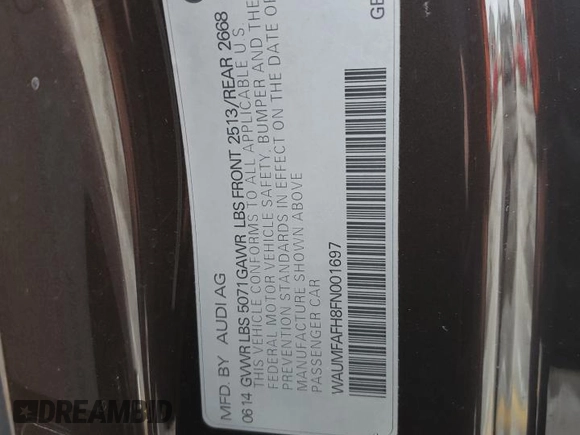 MFD. BY AUDI AG
0614 GVWR LBS 5071 GAWR LBS FRONT 2513/REAR 2668
THIS VEHICLE CONFORMS TO ALL APPLICABLE U S
FEDERAL MOTOR VEHICLE SAFETY, BUMPER AND THE
PREVENTION STANDARDS IN EFFECT ON THE DATE OF
MANUFACTURE SHOWN ABOVE
PASSENGER CAR
WAUMFAFH8FN001697
GE
DREAMBID